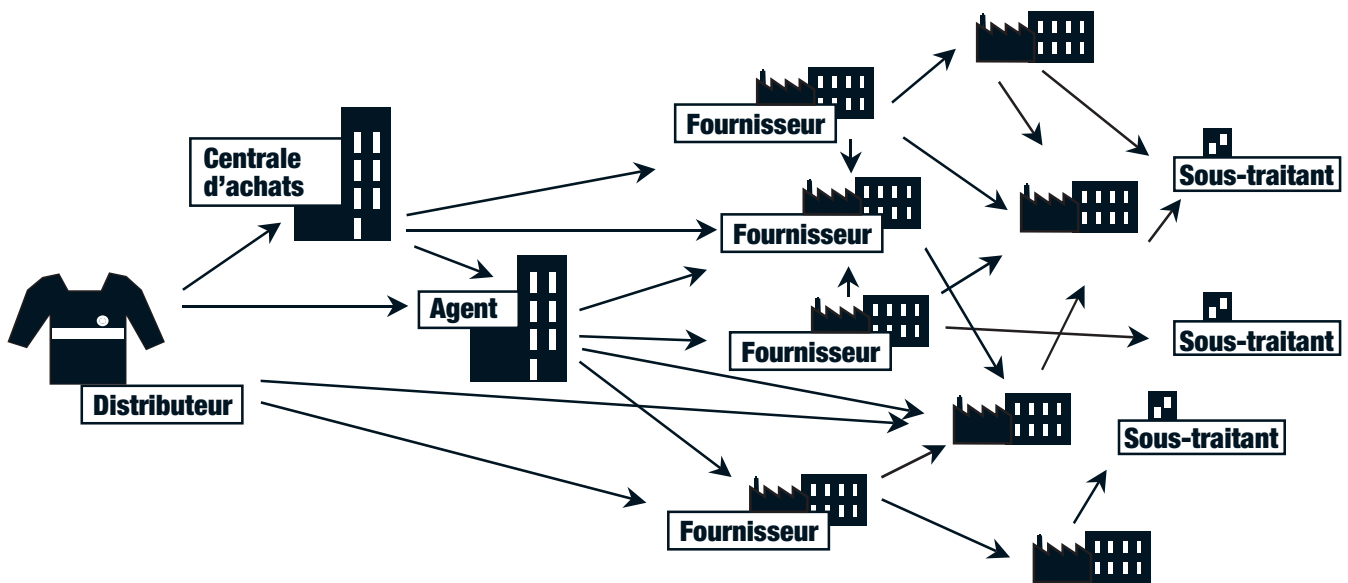 Fournisseur
Centrale
d’achats
Sous-traitant
Fournisseur
Agent
Sous-traitant
Fournisseur
Distributeur
Sous-traitant
Fournisseur